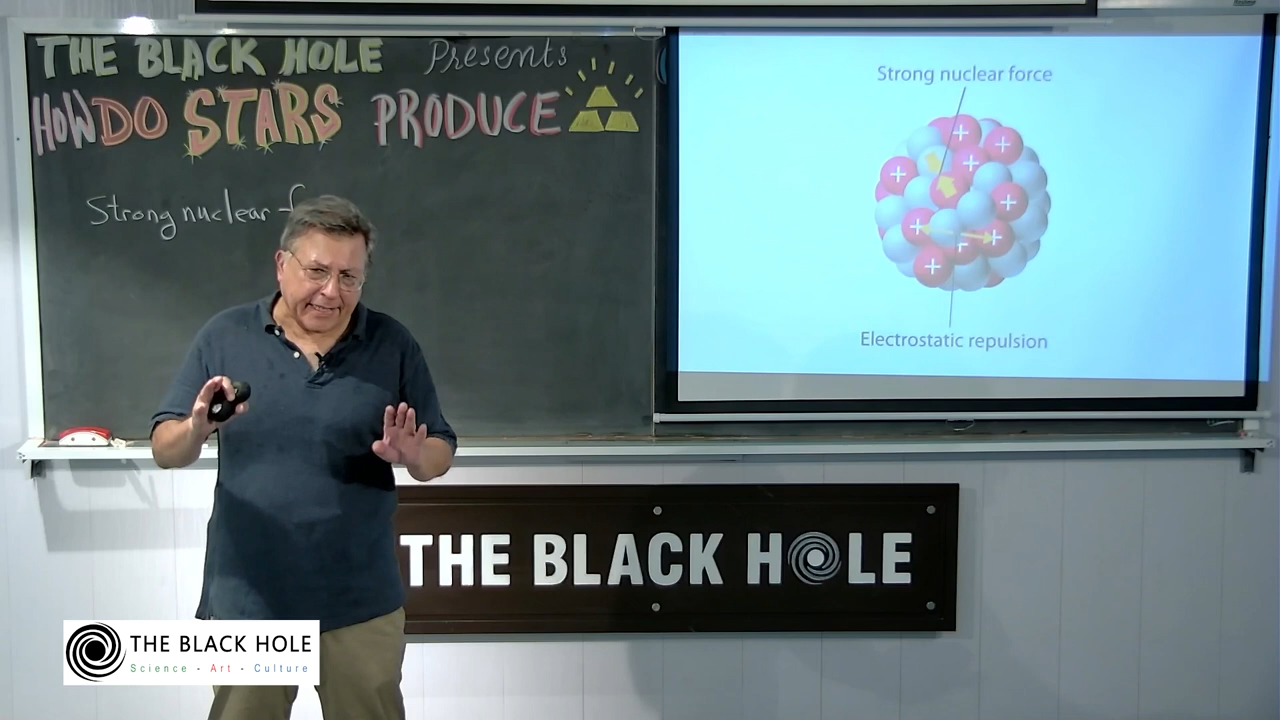 THE BLACK HOLE Presents
HOW DO STARS PRODUCE
Strong nuclear f
Strong nuclear force
+ + + + + + + + + +
Electrostatic repulsion
THE BLACK HOLE
THE BLACK HOLE
Science - Art - Culture